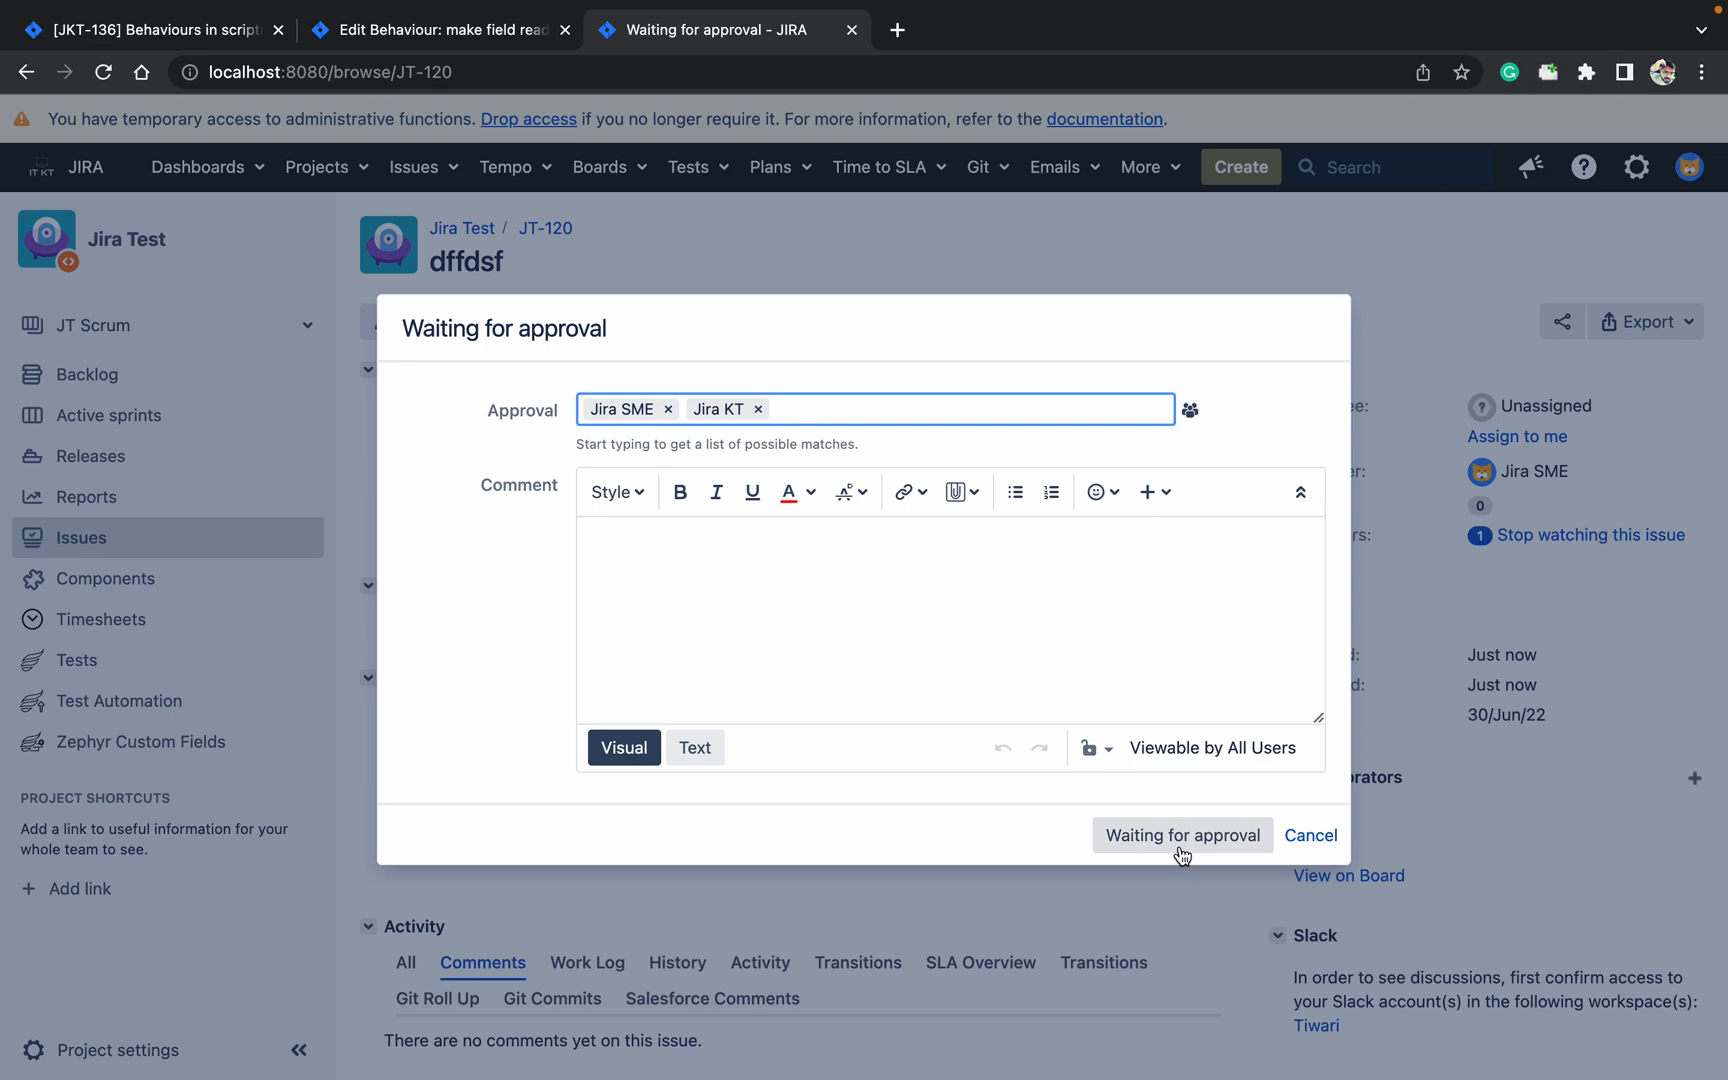 [JKT-136] Behaviours in script
Edit Behaviour: make field read
Waiting for approval - JIRA
localhost:8080/browse/JT-120
You have temporary access to administrative functions. Drop access if you no longer require it. For more information, refer to the documentation.
IT KT JIRA Dashboards Projects Issues Tempo Boards Tests Plans Time to SLA Git Emails More Create Search
Jira Test
Jira Test / JT-120
dffdsf
JT Scrum
Backlog
Active sprints
Releases
Reports
Issues
Components
Timesheets
Tests
Test Automation
Zephyr Custom Fields
PROJECT SHORTCUTS
Add a link to useful information for your
whole team to see.
+ Add link
Project settings
Export
Waiting for approval
Approval Jira SME × Jira KT ×
Start typing to get a list of possible matches.
Comment
Style B I U A
Visual Text
Viewable by All Users
Waiting for approval Cancel
ee: Unassigned
Assign to me
er: Jira SME
0
rs: 1 Stop watching this issue
Just now
d: Just now
30/Jun/22
orators
View on Board
Activity
All Comments Work Log History Activity Transitions SLA Overview Transitions
Git Roll Up Git Commits Salesforce Comments
There are no comments yet on this issue.
Slack
In order to see discussions, first confirm access to
your Slack account(s) in the following workspace(s):
Tiwari